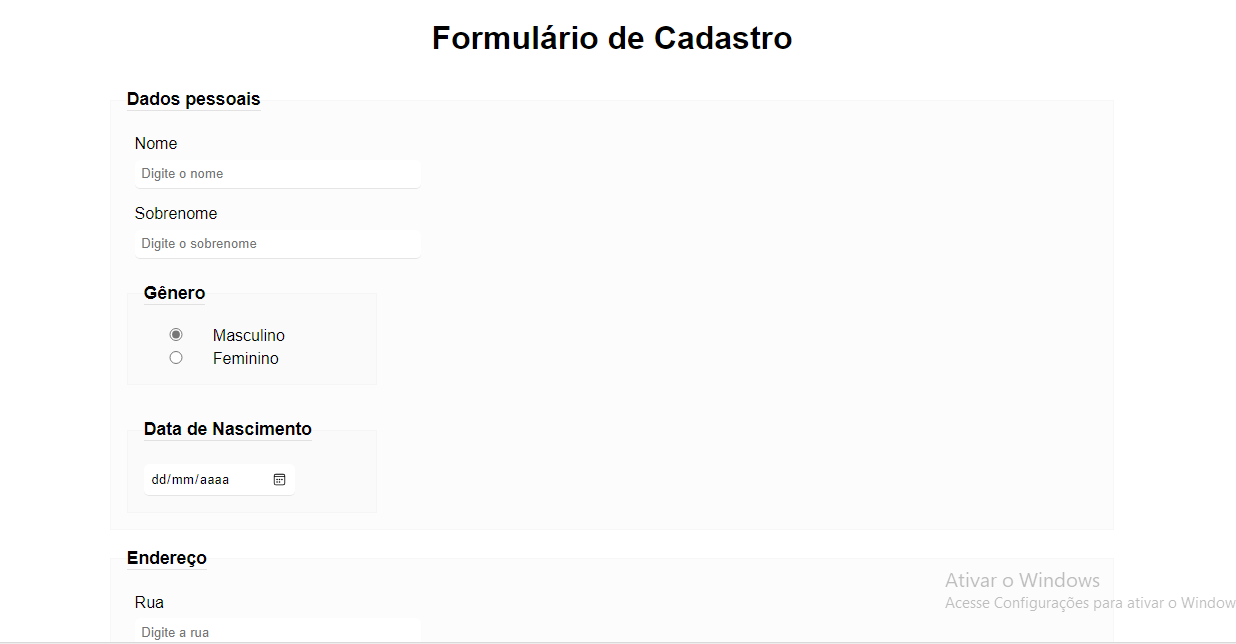 Formulário de Cadastro
Dados pessoais
Nome
Digite o nome
Sobrenome
Digite o sobrenome
Gênero
Masculino
Feminino
Data de Nascimento
dd/mm/aaaa
Endereço
Rua
Digite a rua
Ativar o Windows
Acesse Configurações para ativar o Window